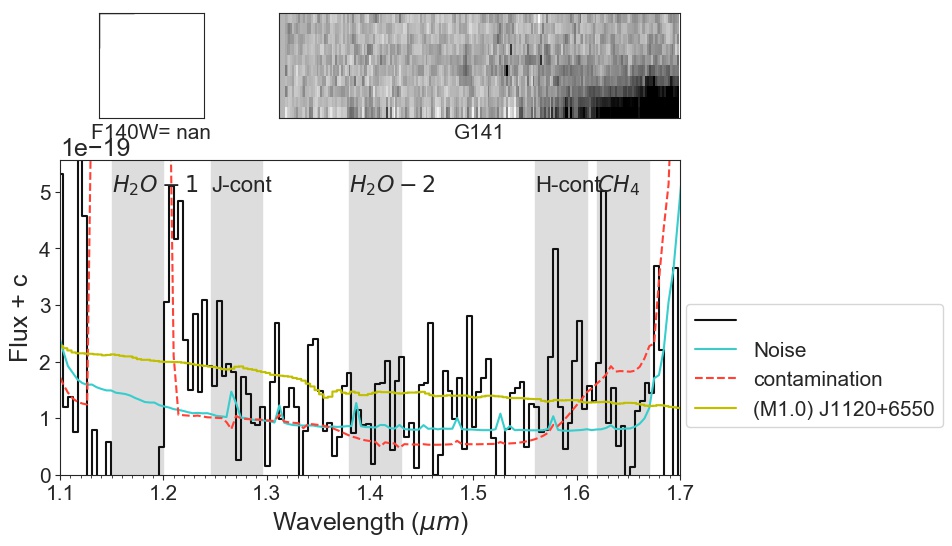 F140W= nan
G141
1e−19
H₂O − 1
J-cont
H₂O − 2
H-cont
CH₄
5
4
3
2
1
0
Flux + c
1.1
1.2
1.3
1.4
1.5
1.6
1.7
Wavelength (μm)
Noise
contamination
(M1.0) J1120+6550